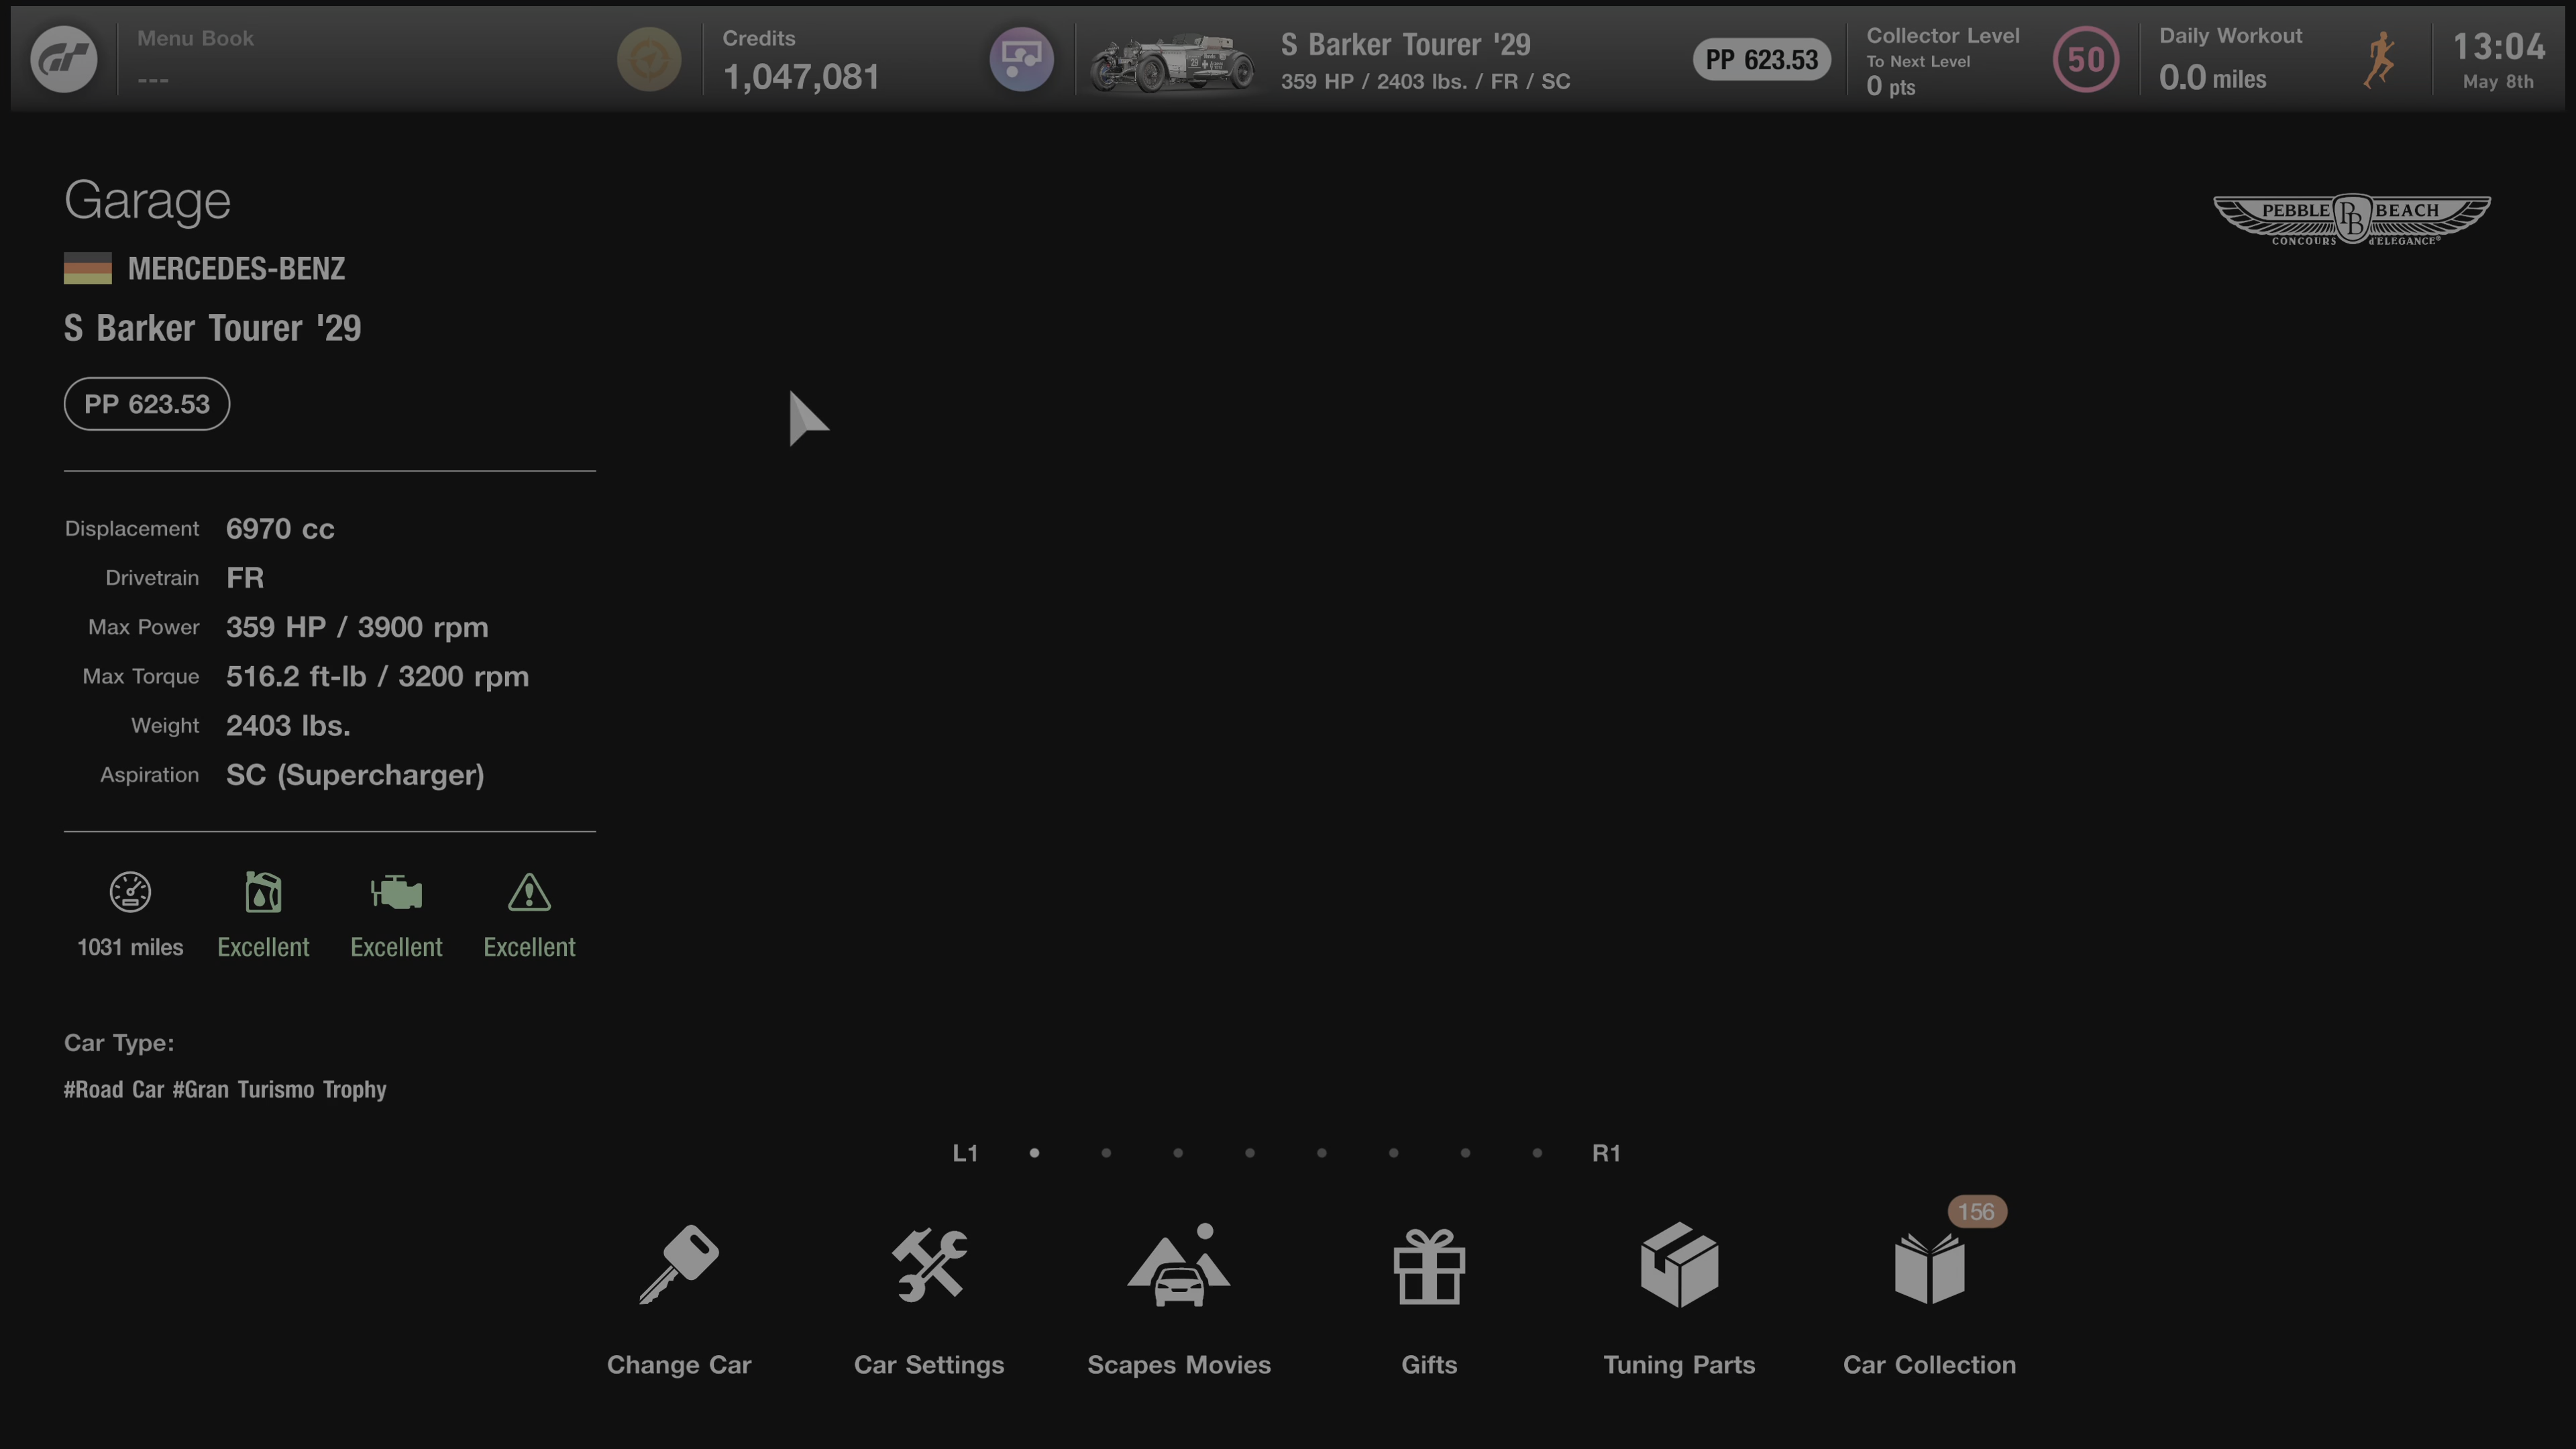 Menu Book
---
Credits
1,047,081
S Barker Tourer '29
359 HP / 2403 lbs. / FR / SC
PP 623.53
Collector Level
To Next Level
0 pts
50
Daily Workout
0.0 miles
13:04
May 8th
Garage
PEBBLE PB BEACH
CONCOURS d'ELEGANCE®
MERCEDES-BENZ
S Barker Tourer '29
PP 623.53
Displacement 6970 cc
Drivetrain FR
Max Power 359 HP / 3900 rpm
Max Torque 516.2 ft-lb / 3200 rpm
Weight 2403 lbs.
Aspiration SC (Supercharger)
1031 miles Excellent Excellent Excellent
Car Type:
#Road Car #Gran Turismo Trophy
L1 R1
156
Change Car Car Settings Scapes Movies Gifts Tuning Parts Car Collection